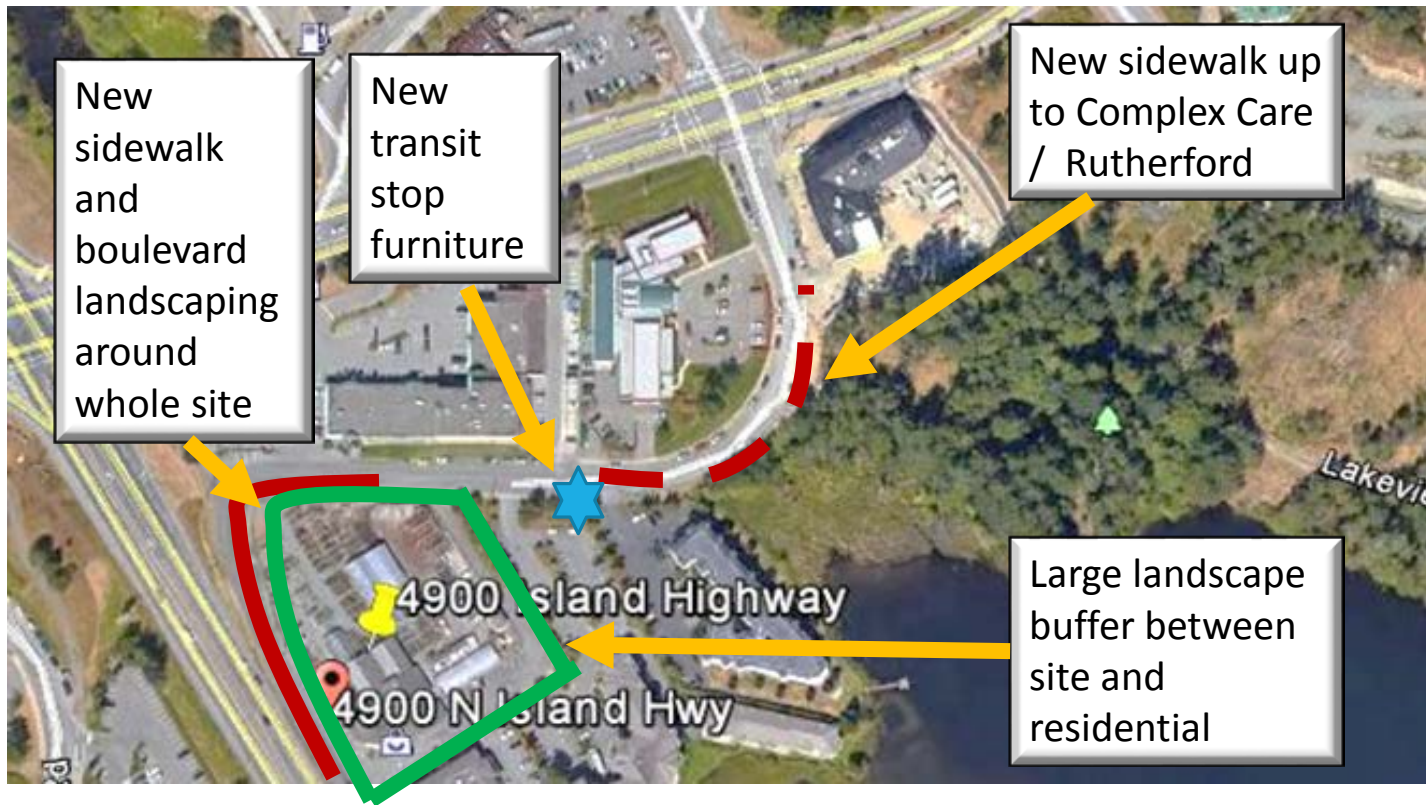 New
sidewalk
and
boulevard
landscaping
around
whole site
New
transit
stop
furniture
New sidewalk up
to Complex Care
/ Rutherford
Lakevie
4900 Island Highway
4900 N Island Hwy
Large landscape
buffer between
site and
residential